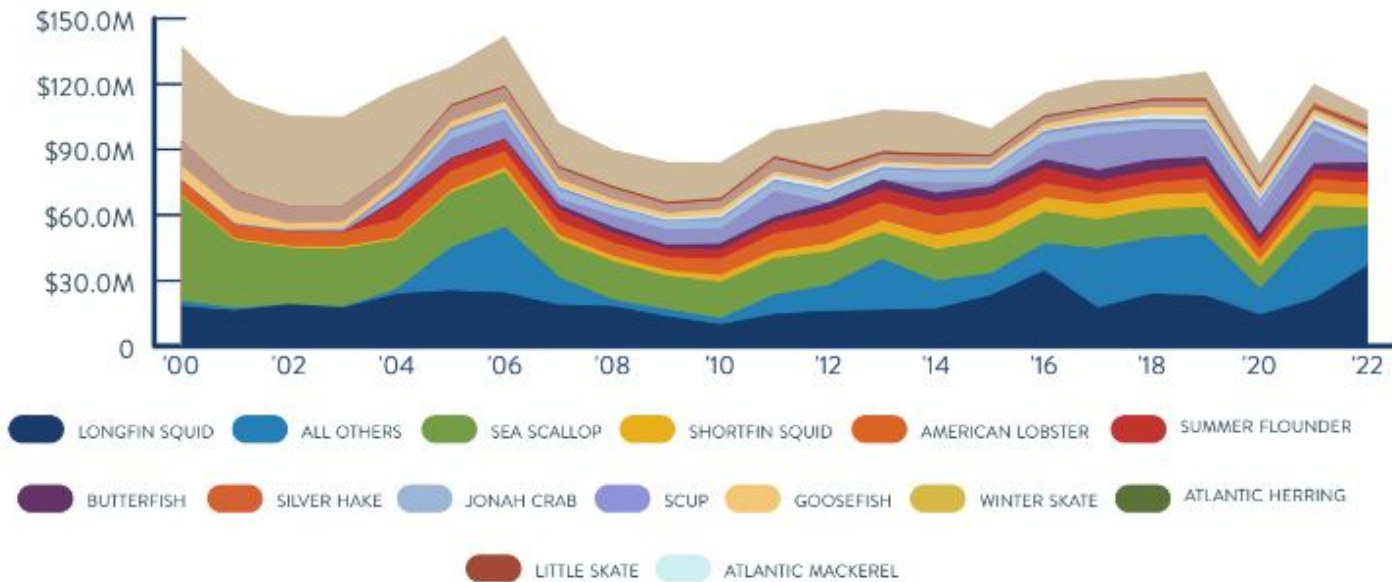 $150.0M
$120.0M
$90.0M
$60.0M
$30.0M
0
'00 '02 '04 '06 '08 '10 '12 '14 '16 '18 '20 '22
LONGFIN SQUID ALL OTHERS SEA SCALLOP SHORTFIN SQUID AMERICAN LOBSTER SUMMER FLOUNDER
BUTTERFISH SILVER HAKE JONAH CRAB SCUP GOOSEFISH WINTER SKATE ATLANTIC HERRING
LITTLE SKATE ATLANTIC MACKEREL